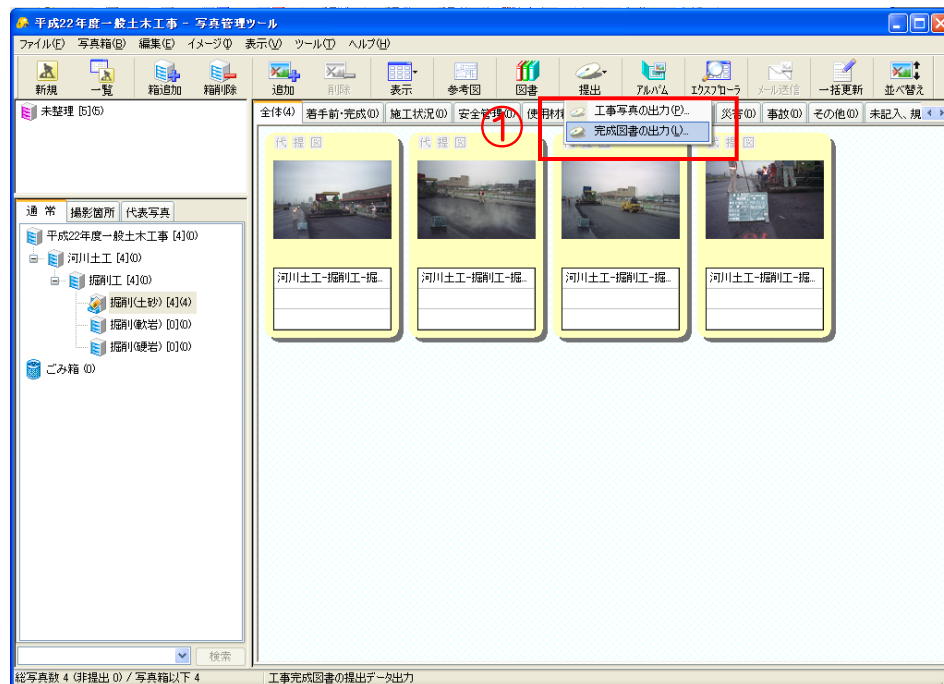 平成22年度一般土木工事 - 写真管理ツール
ファイル(F) 写真箱(B) 編集(E) イメージ(I) 表示(V) ツール(T) ヘルプ(H)
新規 一覧 箱追加 箱削除 追加 削除 表示 参考図 図書 提出 アルバム エクスプローラ メール送信 一括更新 並べ替え
未整理 [5](5)
全体(4) 着手前・完成(0) 施工状況(0) 安全管理(0) 使用材 災害(0) 事故(0) その他(0) 未記入、規
①
工事写真の出力(P)...
完成図書の出力(L)...
代 提 図
代 提 図
通常 撮影箇所 代表写真
平成22年度一般土木工事 [4](0)
河川土工 [4](0)
掘削工 [4](0)
掘削(土砂) [4](4)
掘削(軟岩) [0](0)
掘削(硬岩) [0](0)
ごみ箱 (0)
河川土工-掘削工-掘...
河川土工-掘削工-掘...
河川土工-掘削工-掘...
河川土工-掘削工-掘...
検索
総写真数 4 (非提出 0) / 写真箱以下 4
工事完成図書の提出データ出力